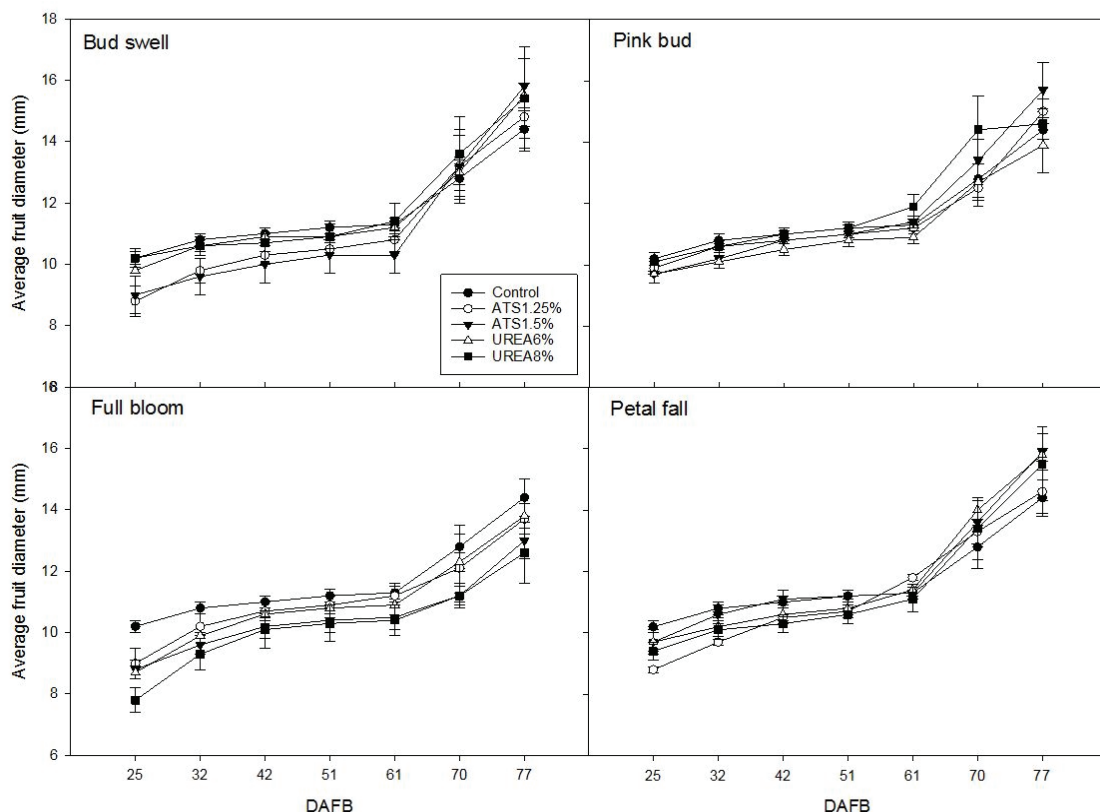 Bud swell
Pink bud
Average fruit diameter (mm)
18
16
14
12
10
8
6
Control
ATS1.25%
ATS1.5%
UREA6%
UREA8%
Full bloom
Petal fall
Average fruit diameter (mm)
18
16
14
12
10
8
6
25 32 42 51 61 70 77
25 32 42 51 61 70 77
DAFB
DAFB